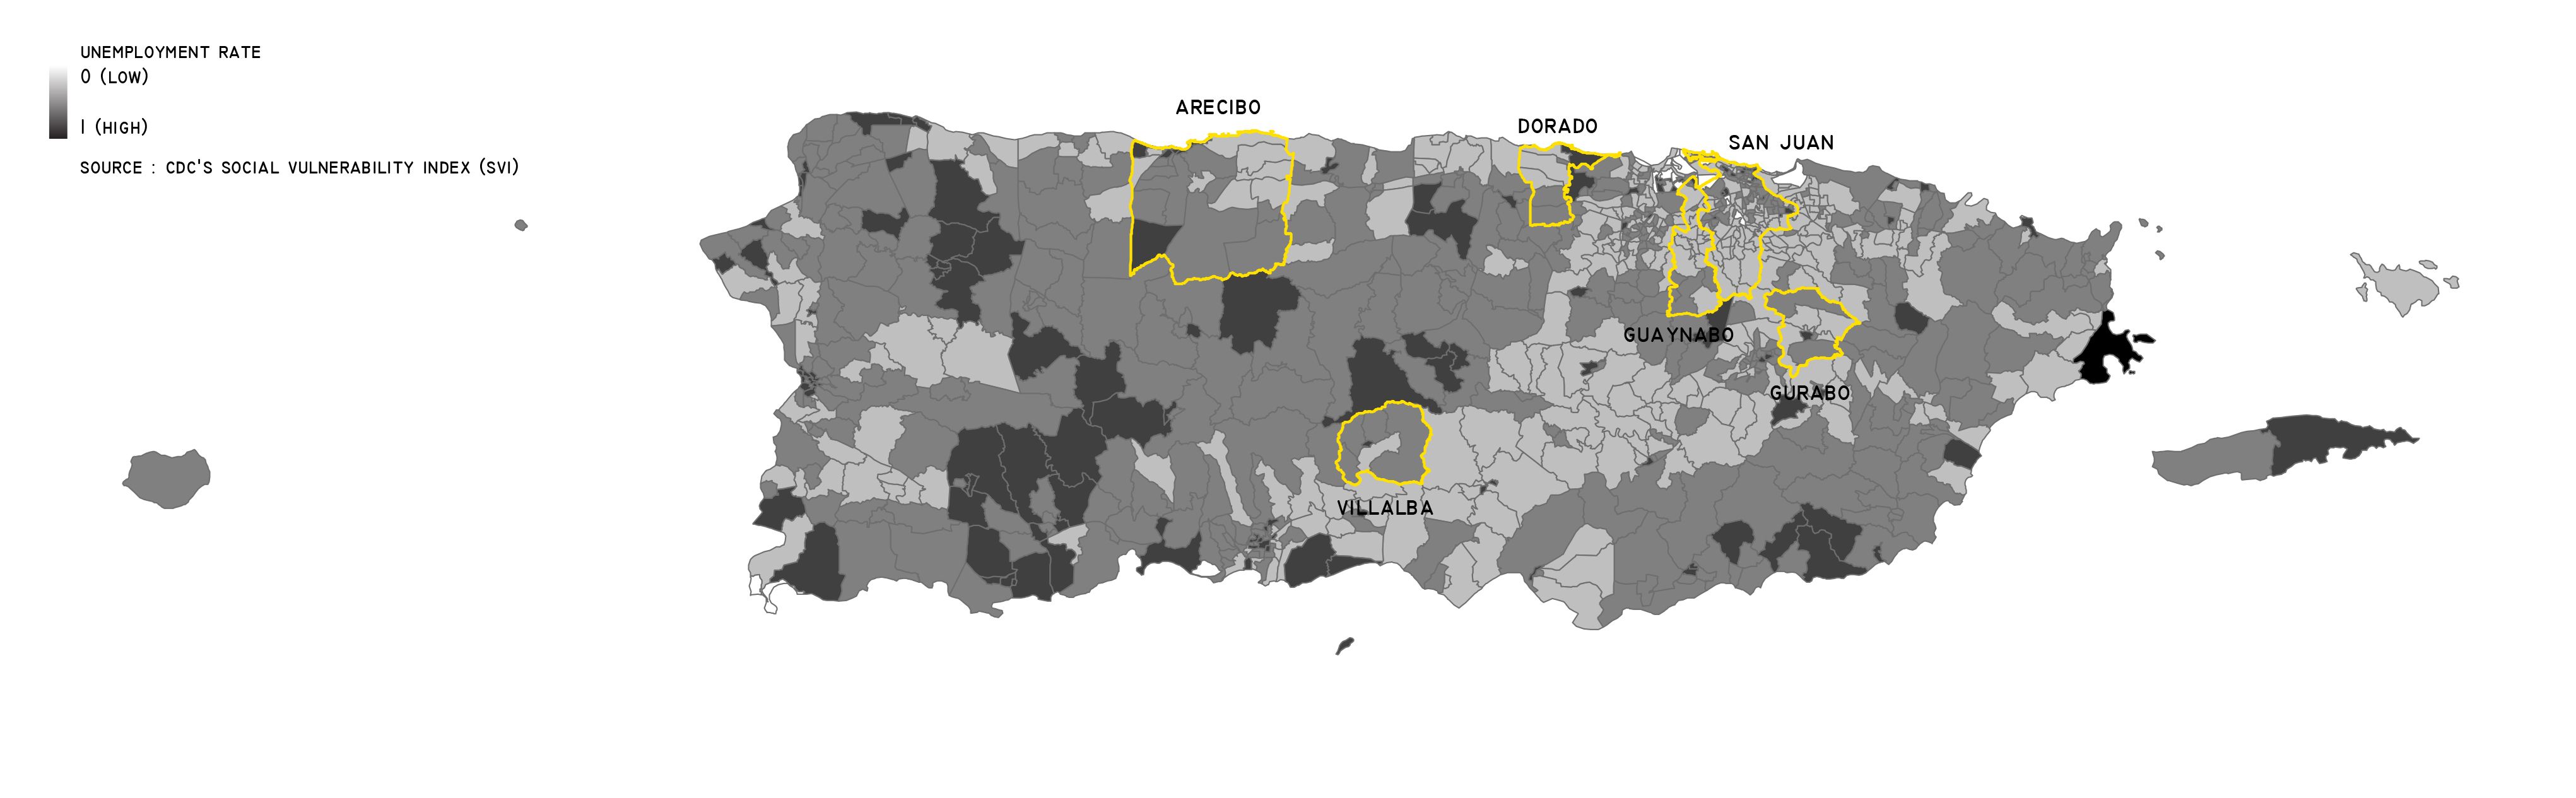 UNEMPLOYMENT RATE
0 (LOW)
1 (HIGH)
SOURCE : CDC'S SOCIAL VULNERABILITY INDEX (SVI)
ARECIBO
DORADO
SAN JUAN
GUAYNABO
GURABO
VILLALBA